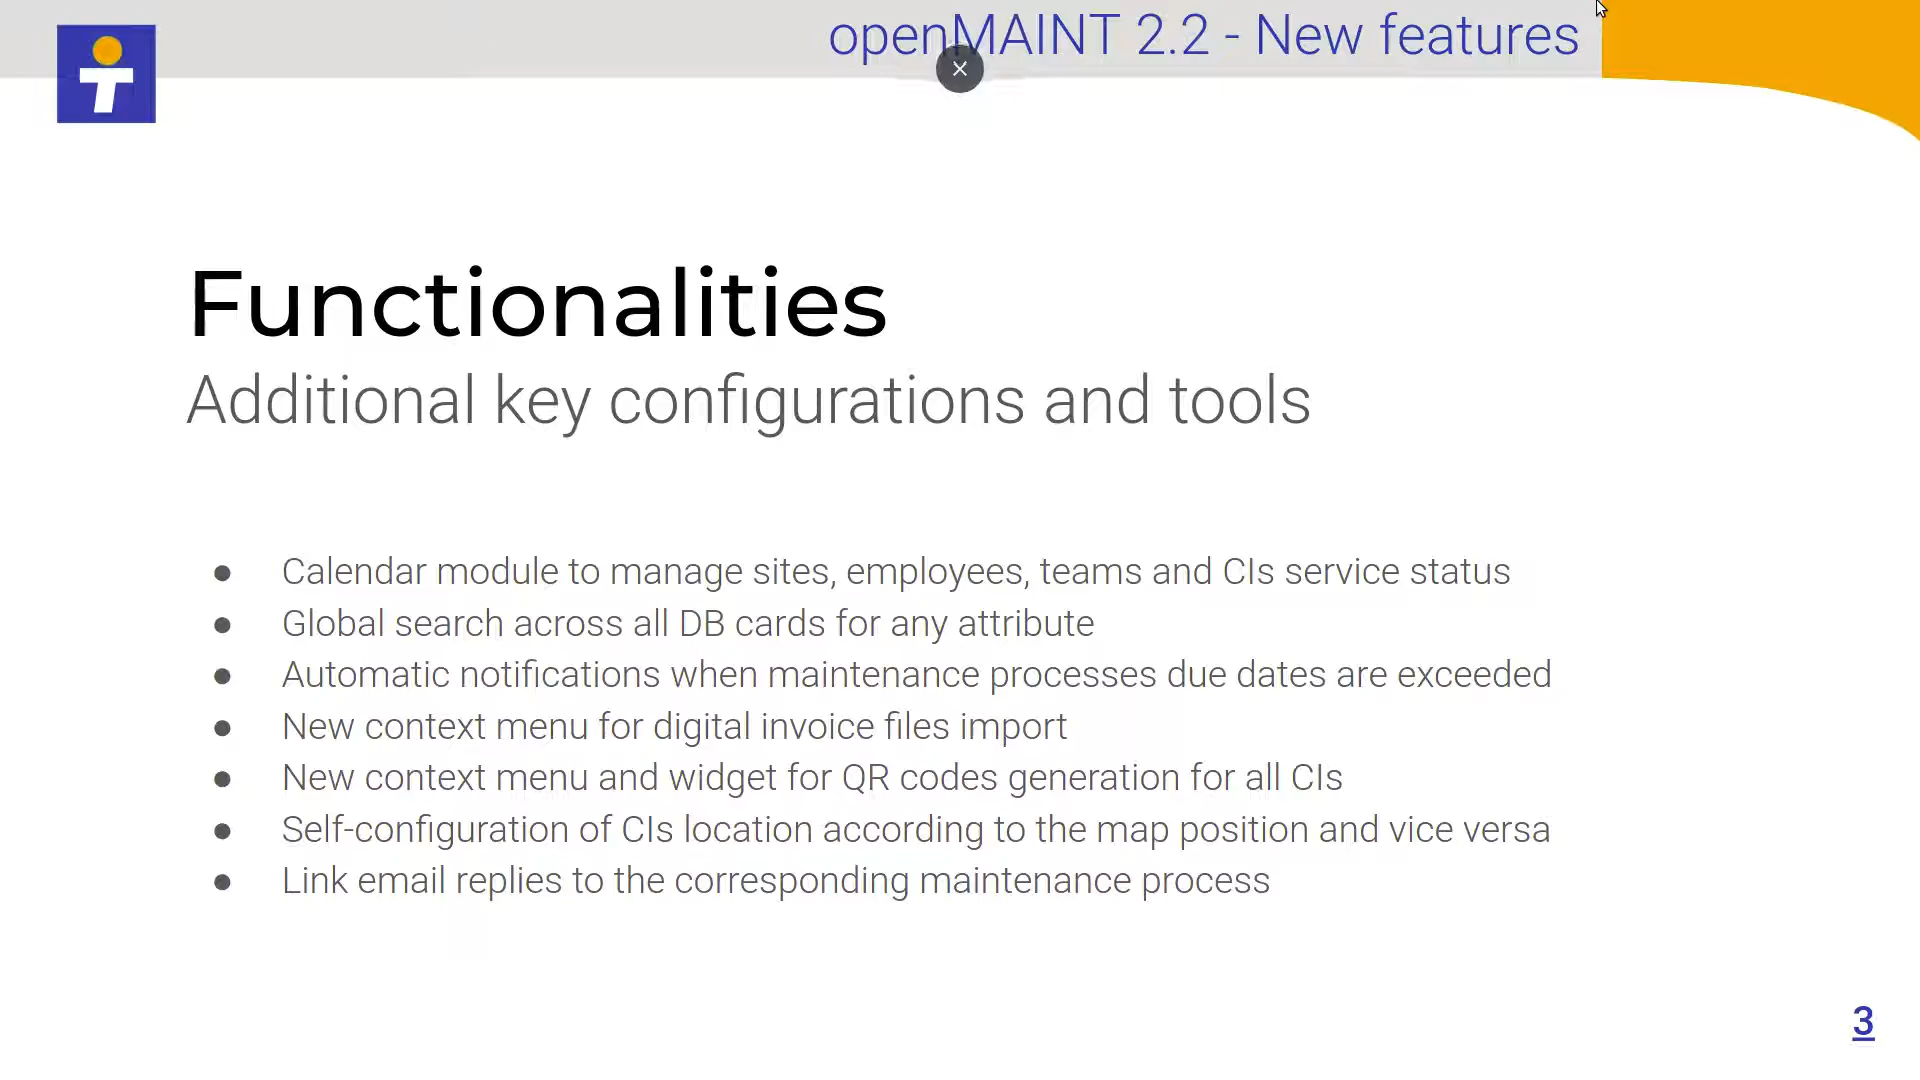 openMAINT 2.2 - New features
Functionalities
Additional key configurations and tools
● Calendar module to manage sites, employees, teams and CIs service status
● Global search across all DB cards for any attribute
● Automatic notifications when maintenance processes due dates are exceeded
● New context menu for digital invoice files import
● New context menu and widget for QR codes generation for all CIs
● Self-configuration of CIs location according to the map position and vice versa
● Link email replies to the corresponding maintenance process
3